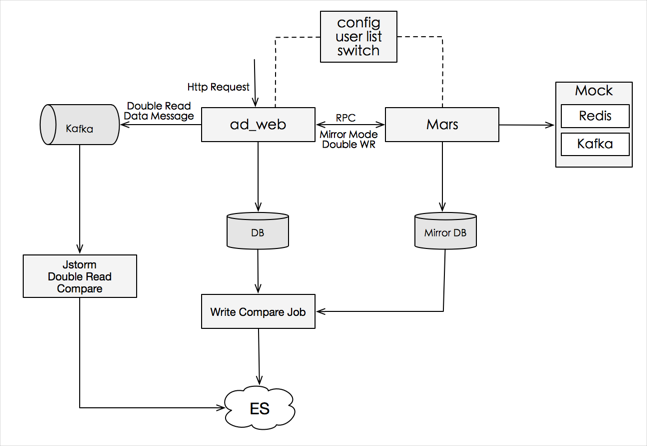 config
user list
switch
Http Request
Double Read
Data Message
Kafka
ad_web
RPC
Mirror Mode
Double WR
Mars
Mock
Redis
Kafka
DB
Mirror DB
Jstorm
Double Read
Compare
Write Compare Job
ES